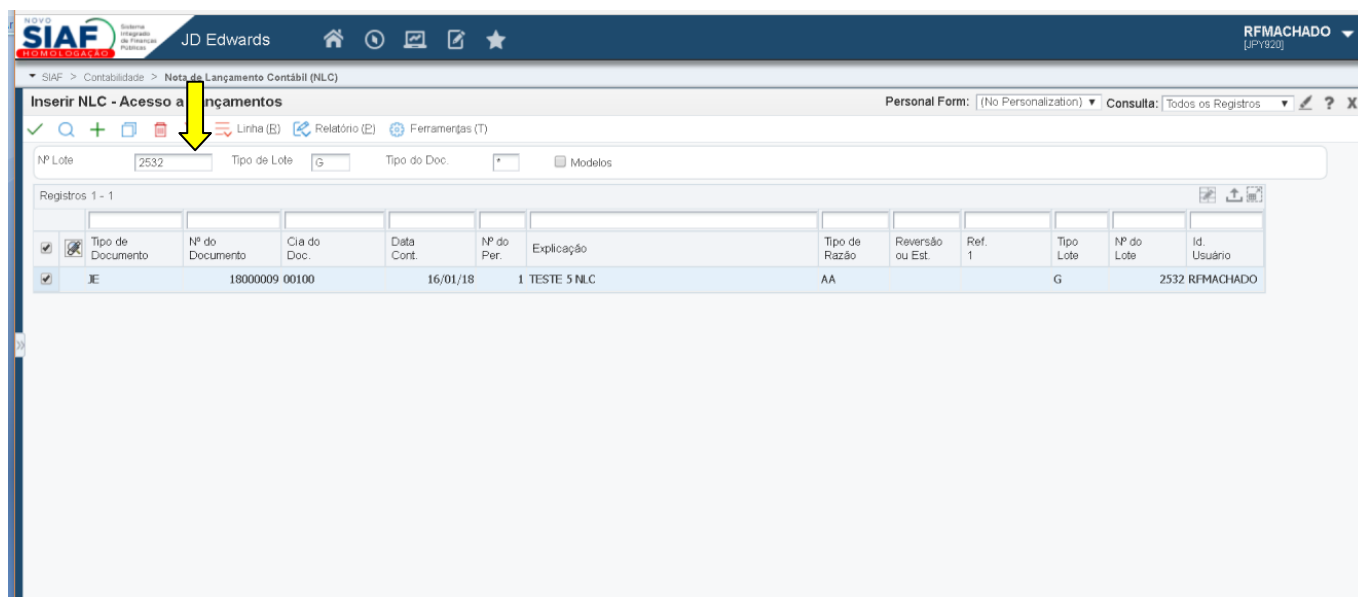 NOVO
SIAF
HOMOLOGAÇÃO
Sistema
Integrado
de Finanças
Públicas
JD Edwards
RFMACHADO
[JPY920]
SIAF > Contabilidade > Nota de Lançamento Contábil (NLC)
Inserir NLC - Acesso a Lançamentos
Personal Form: (No Personalization) Consulta: Todos os Registros ? X
Linha (R) Relatório (P) Ferramentas (T)
Nº Lote 2532 Tipo de Lote G Tipo do Doc. * Modelos
Registros 1 - 1
Tipo de Documento Nº do Documento Cia do Doc. Data Cont. Nº do Per. Explicação Tipo de Razão Reversão ou Est. Ref. 1 Tipo Lote Nº do Lote Id. Usuário
JE 18000009 00100 16/01/18 1 TESTE 5 NLC AA G 2532 RFMACHADO